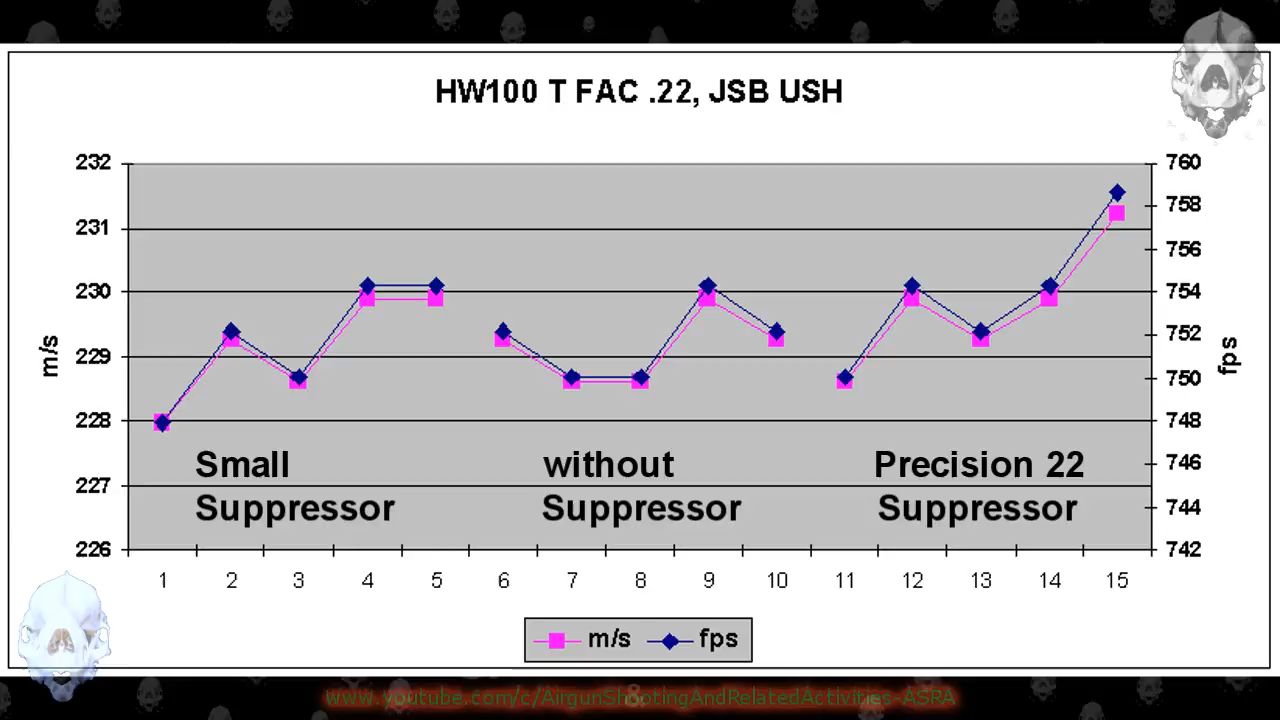 HW100 T FAC .22, JSB USH
232
231
230
229
228
227
226
m/s
760
758
756
754
752
750
748
746
744
742
fps
Small
Suppressor
without
Suppressor
Precision 22
Suppressor
1 2 3 4 5 6 7 8 9 10 11 12 13 14 15
m/s fps
www.youtube.com/c/AirgunShootingAndRelatedActivities-ASRA